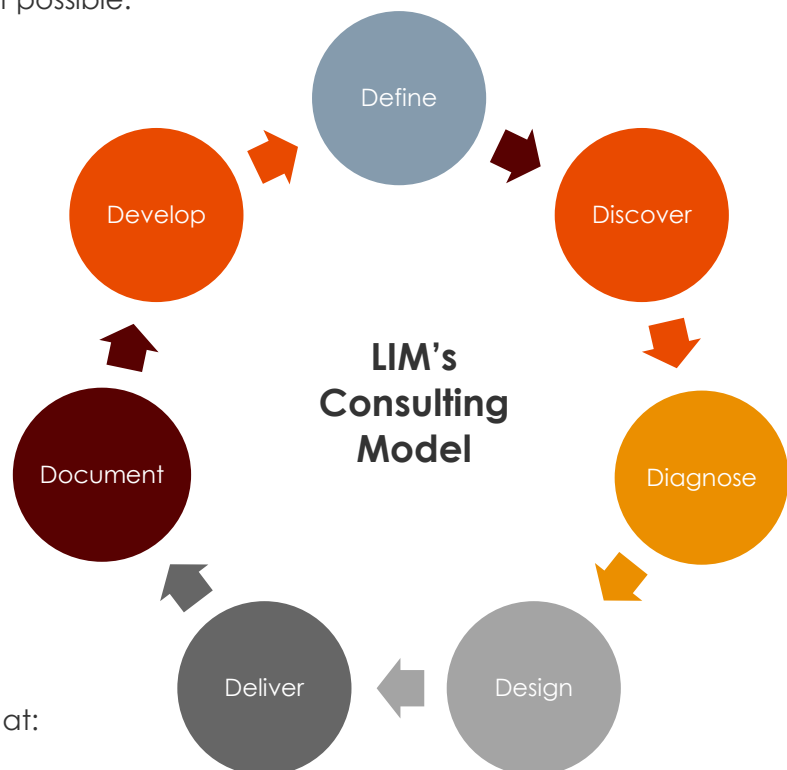 possible.
Define
Discover
Diagnose
Design
Deliver
Document
Develop
LIM’s
Consulting
Model
at: